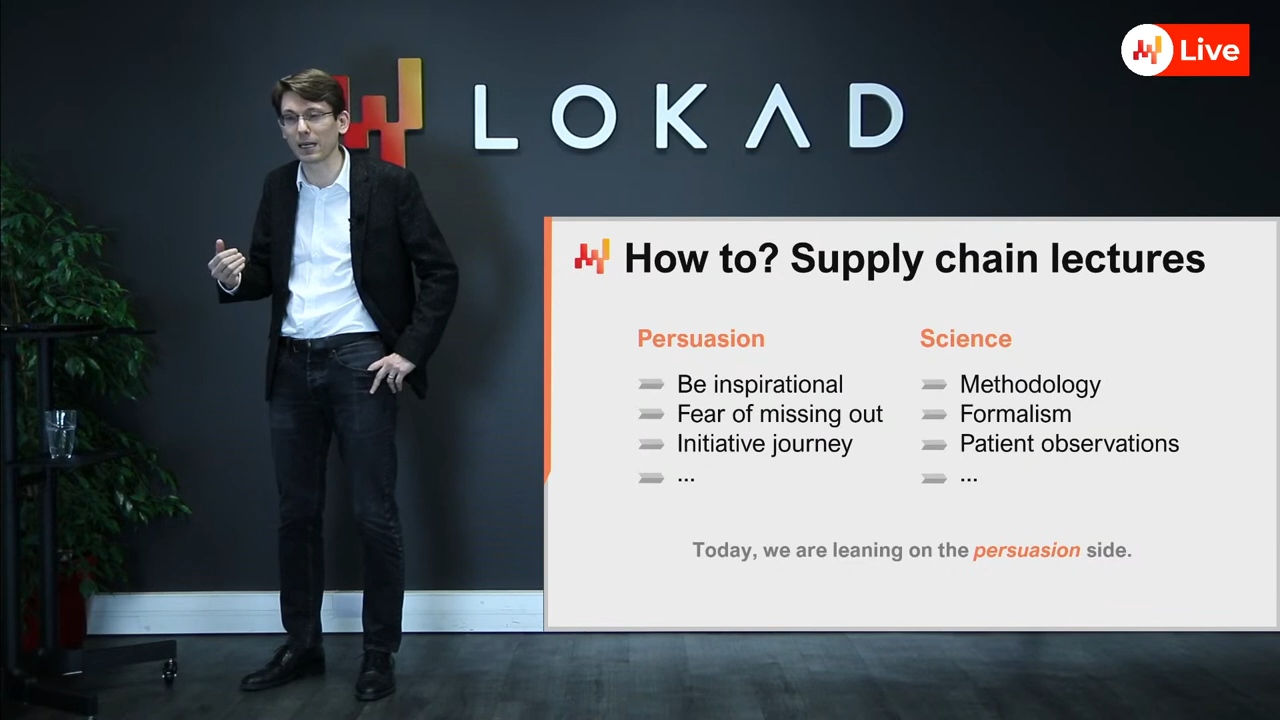 Live
LOKAD
How to? Supply chain lectures
Persuasion
Be inspirational
Fear of missing out
Initiative journey
...
Science
Methodology
Formalism
Patient observations
...
Today, we are leaning on the persuasion side.